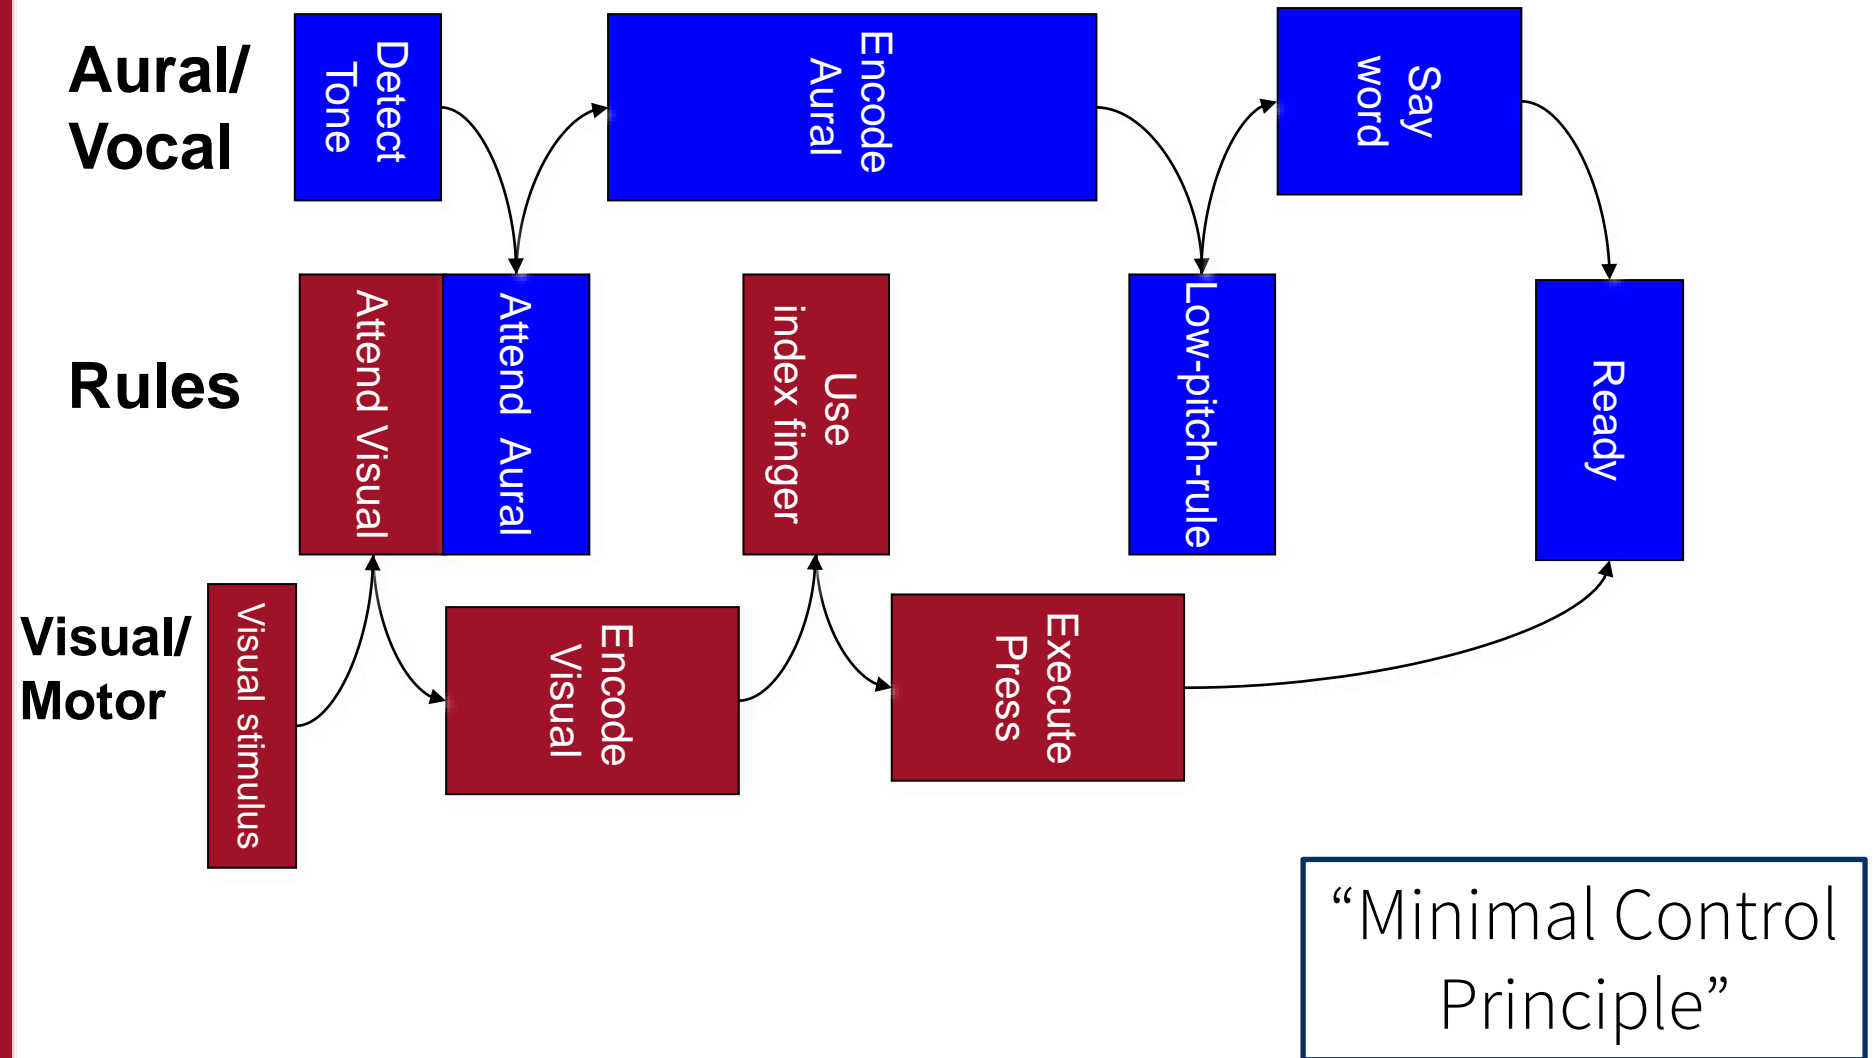 Aural/
Vocal
Detect
Tone
Encode
Aural
Say
word
Rules
Attend Visual
Attend Aural
Use
index finger
Low-pitch-rule
Ready
Visual/
Motor
Visual stimulus
Encode
Visual
Execute
Press
“Minimal Control
Principle”